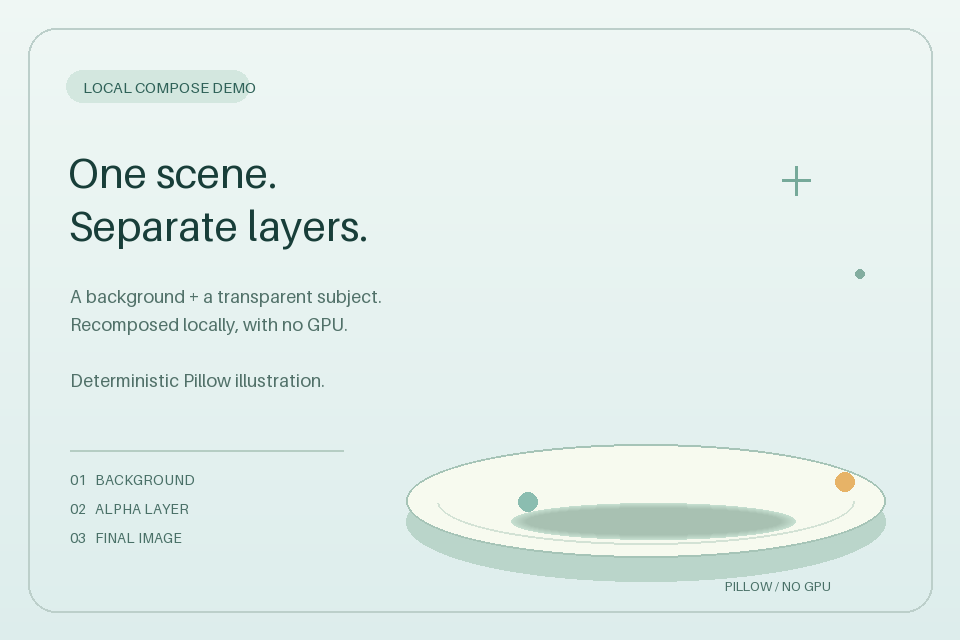 LOCAL COMPOSE DEMO
One scene.
Separate layers.
A background + a transparent subject.
Recomposed locally, with no GPU.
Deterministic Pillow illustration.
01 BACKGROUND
02 ALPHA LAYER
03 FINAL IMAGE
PILLOW / NO GPU